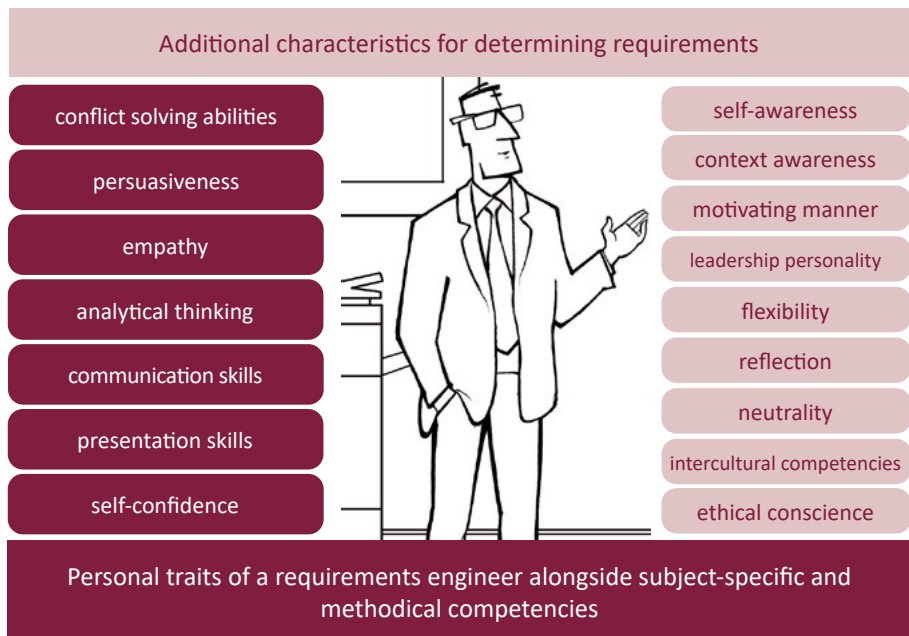 Additional characteristics for determining requirements
conflict solving abilities
persuasiveness
empathy
analytical thinking
communication skills
presentation skills
self-confidence
self-awareness
context awareness
motivating manner
leadership personality
flexibility
reflection
neutrality
intercultural competencies
ethical conscience
Personal traits of a requirements engineer alongside subject-specific and
methodical competencies